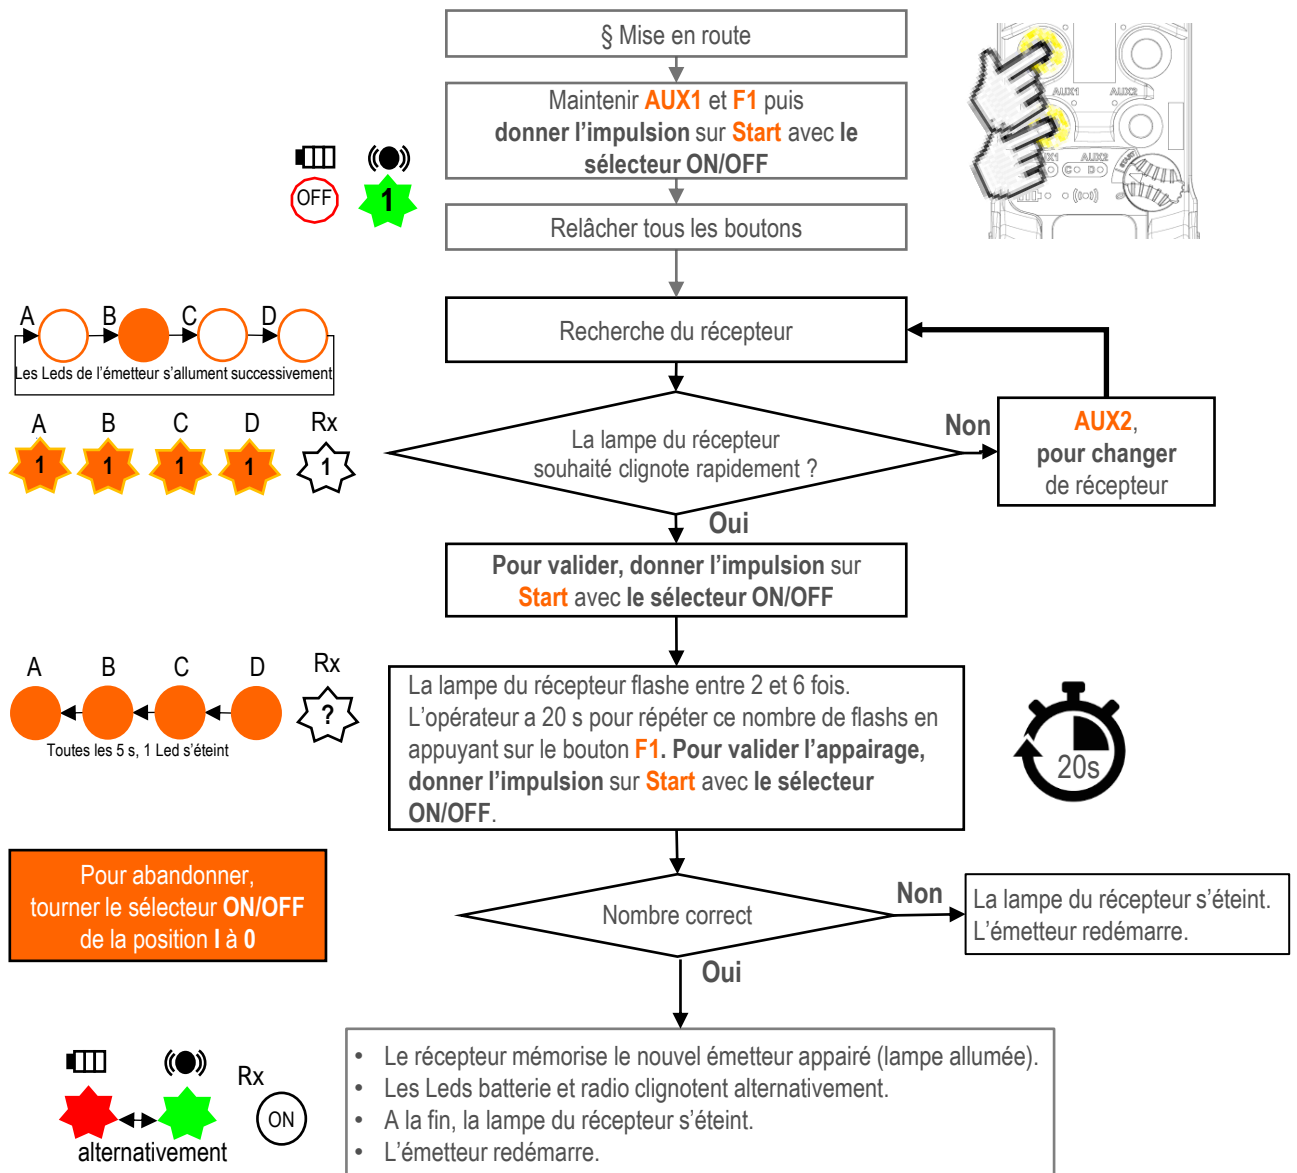 § Mise en route
Maintenir AUX1 et F1 puis
donner l’impulsion sur Start avec le
sélecteur ON/OFF
AUX1 AUX2
AUX2
C D
START
OFF
1
Relâcher tous les boutons
A B C D
Les Leds de l’émetteur s’allument successivement
Recherche du récepteur
A B C D Rx
1 1 1 1 1
La lampe du récepteur
souhaité clignote rapidement ?
Non
AUX2,
pour changer
de récepteur
Oui
Pour valider, donner l’impulsion sur
Start avec le sélecteur ON/OFF
A B C D Rx
?
Toutes les 5 s, 1 Led s’éteint
La lampe du récepteur flashe entre 2 et 6 fois.
L’opérateur a 20 s pour répéter ce nombre de flashs en
appuyant sur le bouton F1. Pour valider l’appairage,
donner l’impulsion sur Start avec le sélecteur
ON/OFF.
20s
Pour abandonner,
tourner le sélecteur ON/OFF
de la position I à 0
Nombre correct
Non
La lampe du récepteur s’éteint.
L’émetteur redémarre.
Oui
Rx
ON
alternativement
• Le récepteur mémorise le nouvel émetteur appairé (lampe allumée).
• Les Leds batterie et radio clignotent alternativement.
• A la fin, la lampe du récepteur s’éteint.
• L’émetteur redémarre.